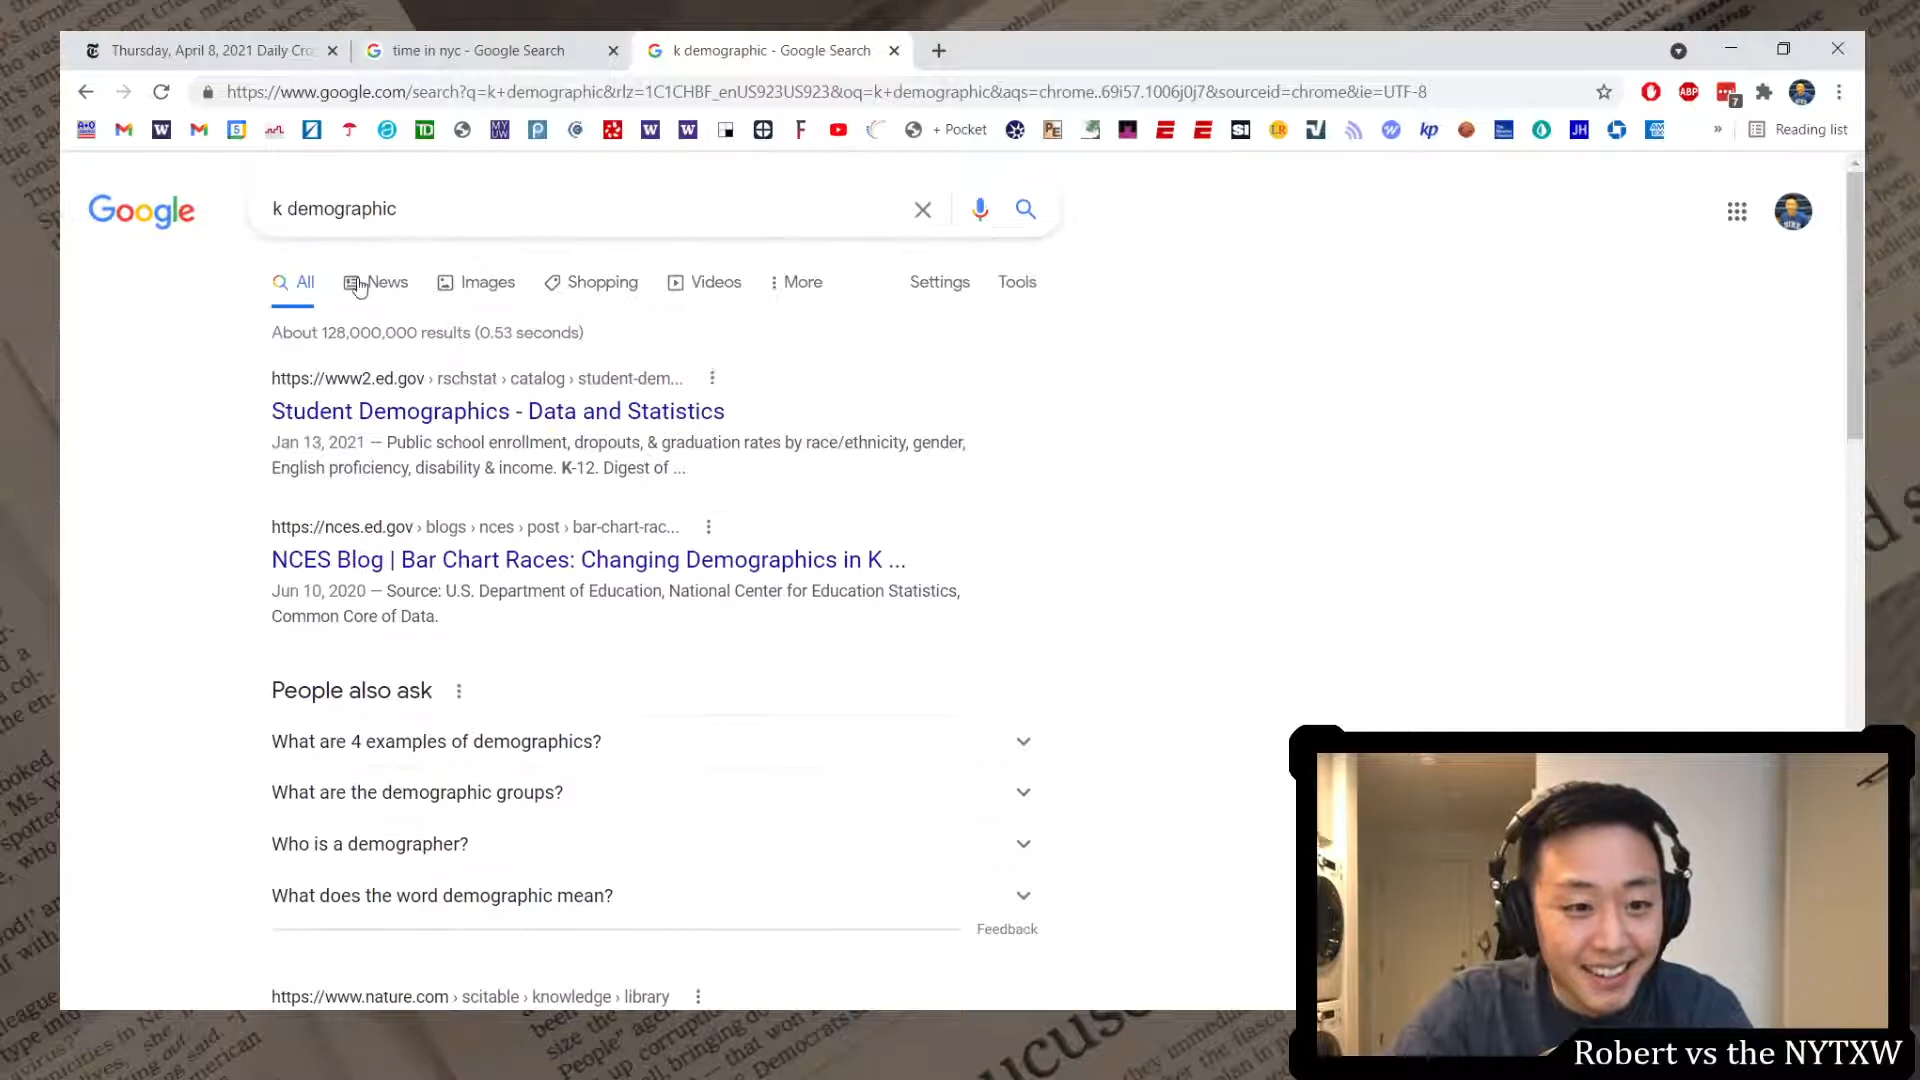 Thursday, April 8, 2021 Daily Cro
time in nyc - Google Search
k demographic - Google Search
https://www.google.com/search?q=k+demographic&rlz=1C1CHBF_enUS923US923&oq=k+demographic&aqs=chrome..69i57.1006j0j7&sourceid=chrome&ie=UTF-8
ABP
7
+ Pocket
Reading list
Google
k demographic
All
News
Images
Shopping
Videos
More
Settings
Tools
About 128,000,000 results (0.53 seconds)
https://www2.ed.gov › rschstat › catalog › student-dem...
Student Demographics - Data and Statistics
Jan 13, 2021 — Public school enrollment, dropouts, & graduation rates by race/ethnicity, gender,
English proficiency, disability & income. K-12. Digest of ...
https://nces.ed.gov › blogs › nces › post › bar-chart-rac...
NCES Blog | Bar Chart Races: Changing Demographics in K ...
Jun 10, 2020 — Source: U.S. Department of Education, National Center for Education Statistics,
Common Core of Data.
People also ask
What are 4 examples of demographics?
What are the demographic groups?
Who is a demographer?
What does the word demographic mean?
Feedback
https://www.nature.com › scitable › knowledge › library
Robert vs the NYTXW